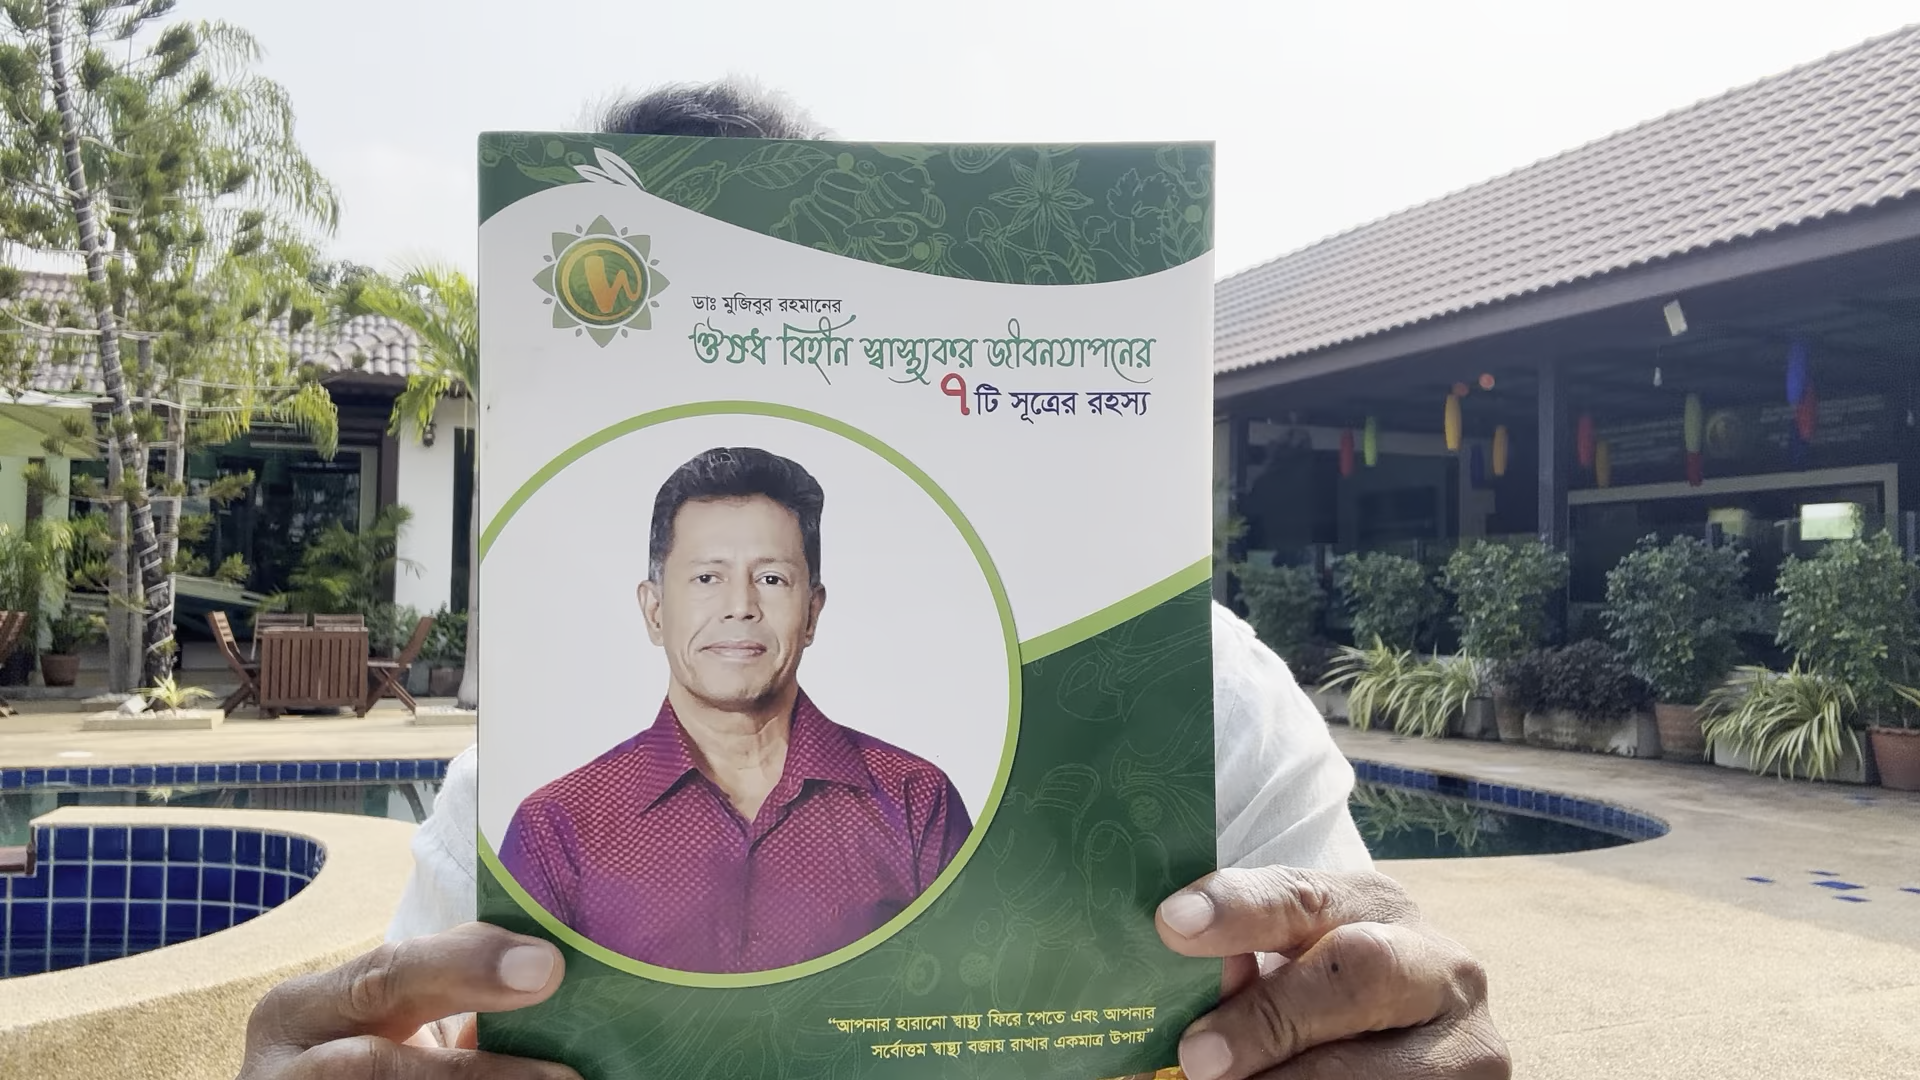 ডাঃ মুজিবুর রহমানের
ঔষধ বিহীন স্বাস্থ্যকর জীবনযাপনের
৭টি সূত্রের রহস্য
“আপনার হারানো স্বাস্থ্য ফিরে পেতে এবং আপনার
সর্বোত্তম স্বাস্থ্য বজায় রাখার একমাত্র উপায়”